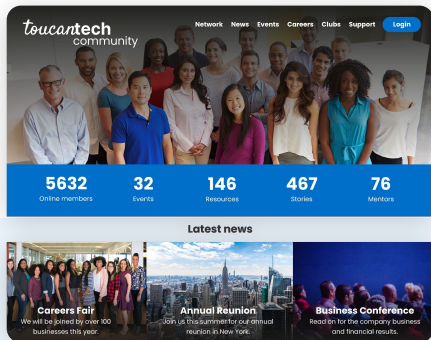 toucantech
community
Network News Events Careers Clubs Support Login
5632 32 146 467 76
Online members Events Resources Stories Mentors
Latest news
Careers Fair Annual Reunion Business Conference
We will be joined by over 100 Join us this summer for our annual Read on for the company business
businesses this year. reunion in New York. and financial results.